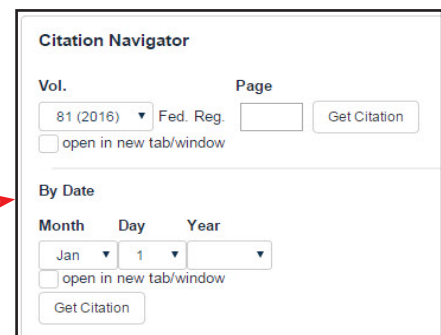 Citation Navigator
Vol. Page
81 (2016) Fed. Reg. Get Citation
open in new tab/window
By Date
Month Day Year
Jan 1
open in new tab/window
Get Citation